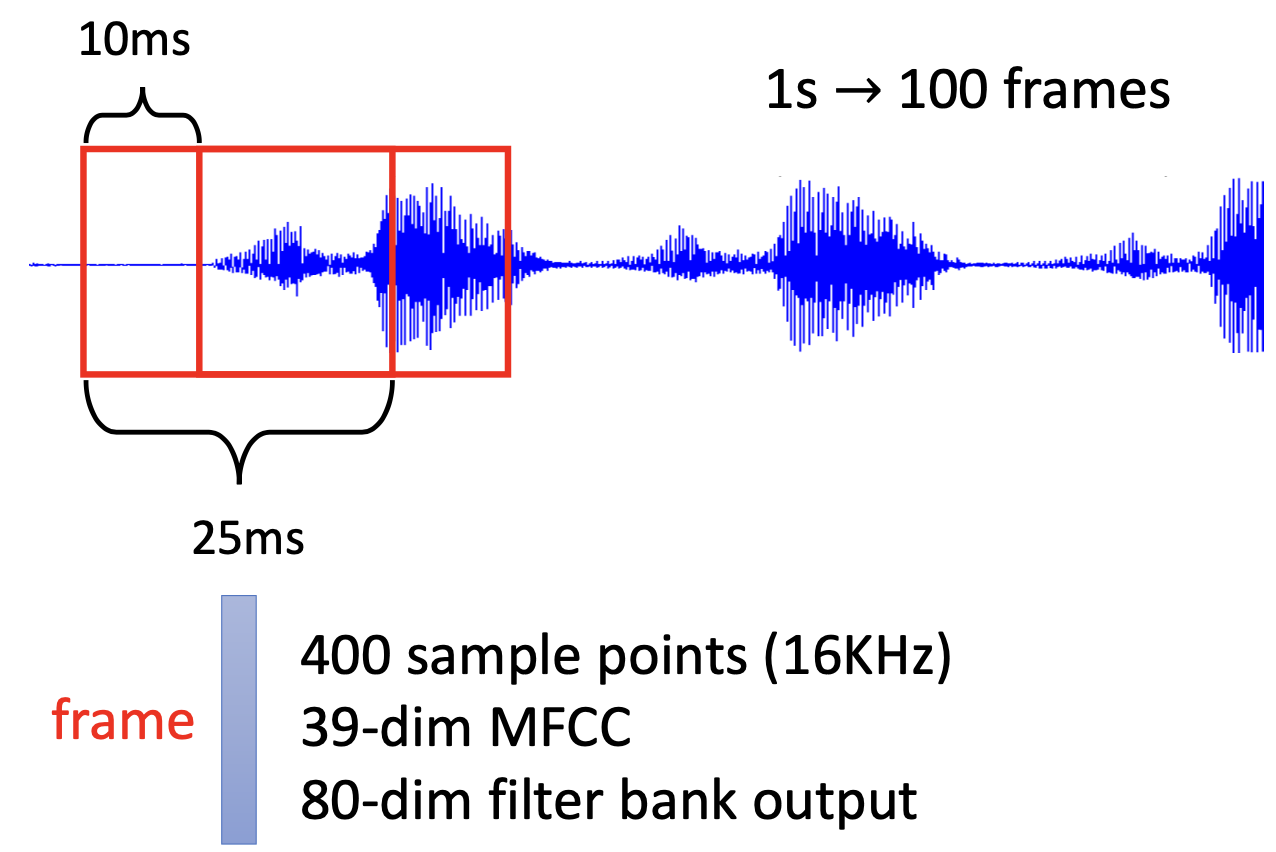 10ms
1s → 100 frames
25ms
frame
400 sample points (16KHz)
39-dim MFCC
80-dim filter bank output